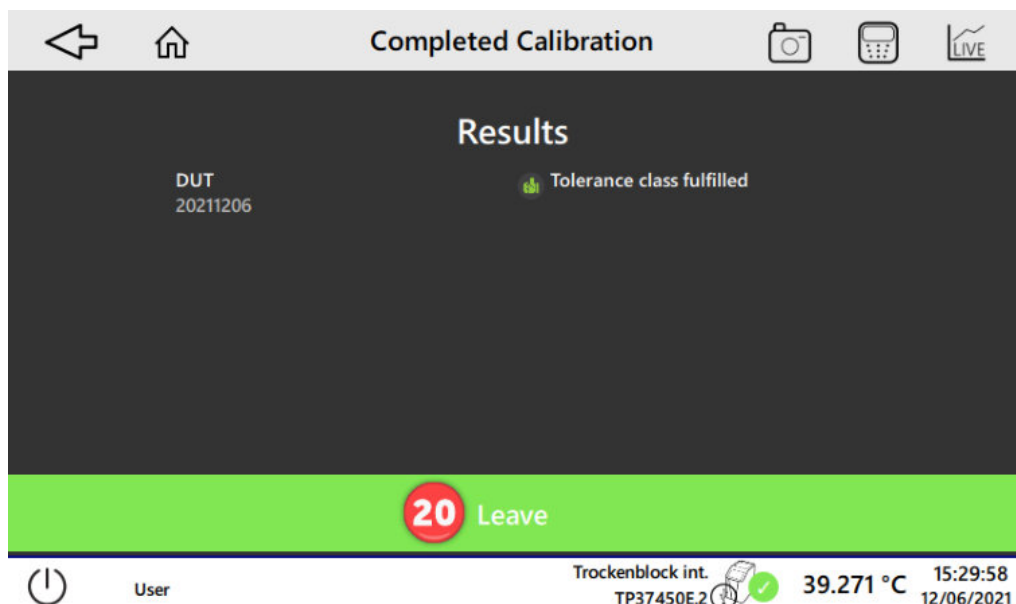 Completed Calibration
LIVE
Results
DUT
20211206
Tolerance class fulfilled
20 Leave
User
Trockenblock int.
TP37450E.2
39.271 °C
15:29:58
12/06/2021